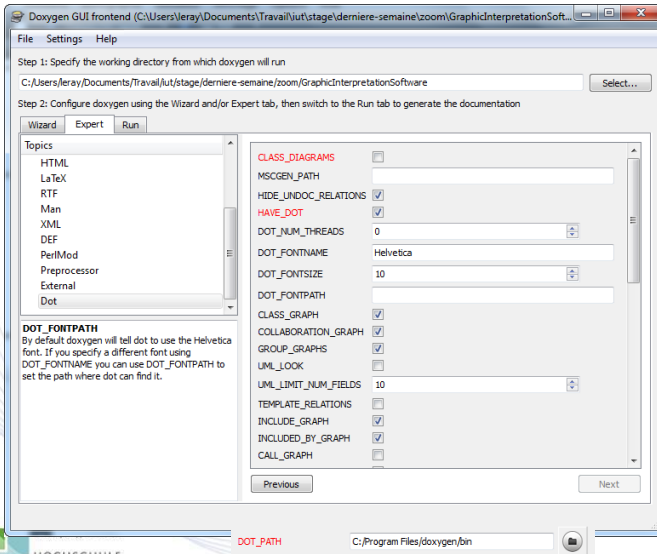 Doxygen GUI frontend (C:\Users\leray\Documents\Travail\iut\stage\derniere-semaine\zoom\GraphicInterpretationSoft...
File Settings Help
Step 1: Specify the working directory from which doxygen will run
C:/Users/leray/Documents/Travail/iut/stage/derniere-semaine/zoom/GraphicInterpretationSoftware
Select...
Step 2: Configure doxygen using the Wizard and/or Expert tab, then switch to the Run tab to generate the documentation
Wizard Expert Run
Topics
HTML
LaTeX
RTF
Man
XML
DEF
PerlMod
Preprocessor
External
Dot
DOT_FONTPATH
By default doxygen will tell dot to use the Helvetica
font. If you specify a different font using
DOT_FONTNAME you can use DOT_FONTPATH to
set the path where dot can find it.
CLASS_DIAGRAMS
MSCGEN_PATH
HIDE_UNDOC_RELATIONS
HAVE_DOT
DOT_NUM_THREADS 0
DOT_FONTNAME Helvetica
DOT_FONTSIZE 10
DOT_FONTPATH
CLASS_GRAPH
COLLABORATION_GRAPH
GROUP_GRAPHS
UML_LOOK
UML_LIMIT_NUM_FIELDS 10
TEMPLATE_RELATIONS
INCLUDE_GRAPH
INCLUDED_BY_GRAPH
CALL_GRAPH
Previous Next
DOT_PATH C:/Program Files/doxygen/bin